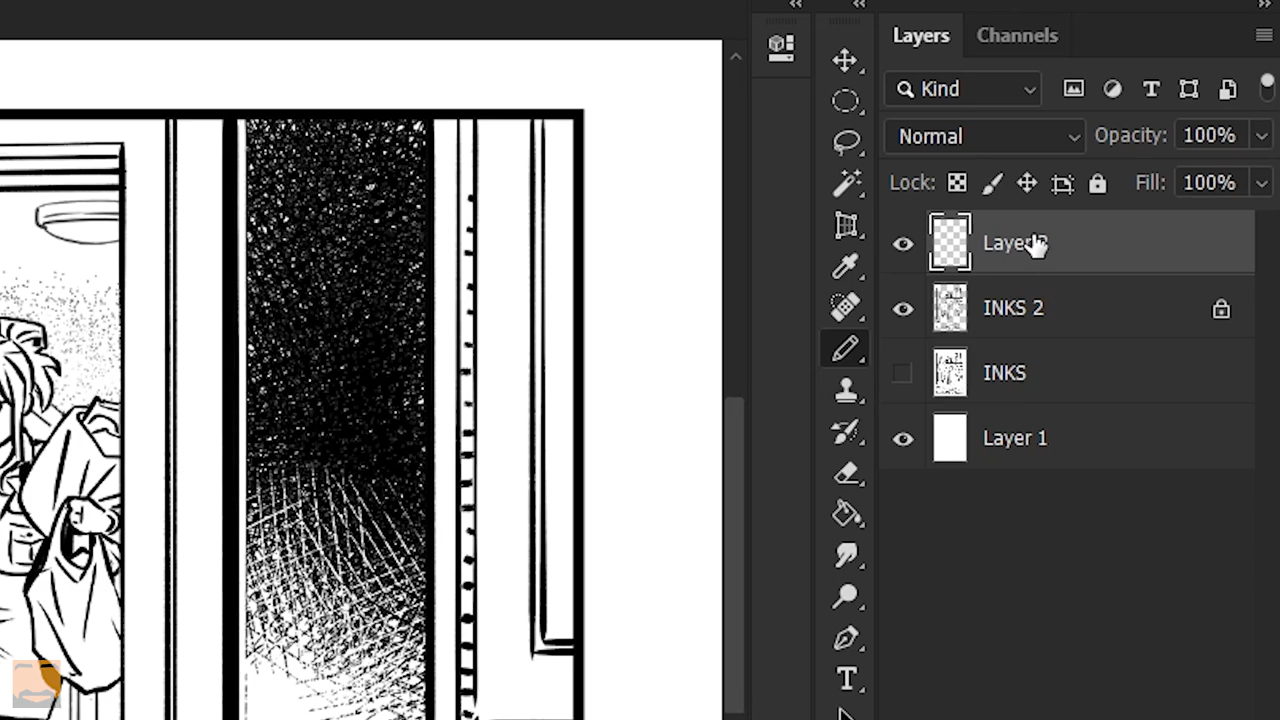 Layers Channels
Kind
Normal Opacity: 100%
Lock: Fill: 100%
INKS 2
INKS
Layer 1